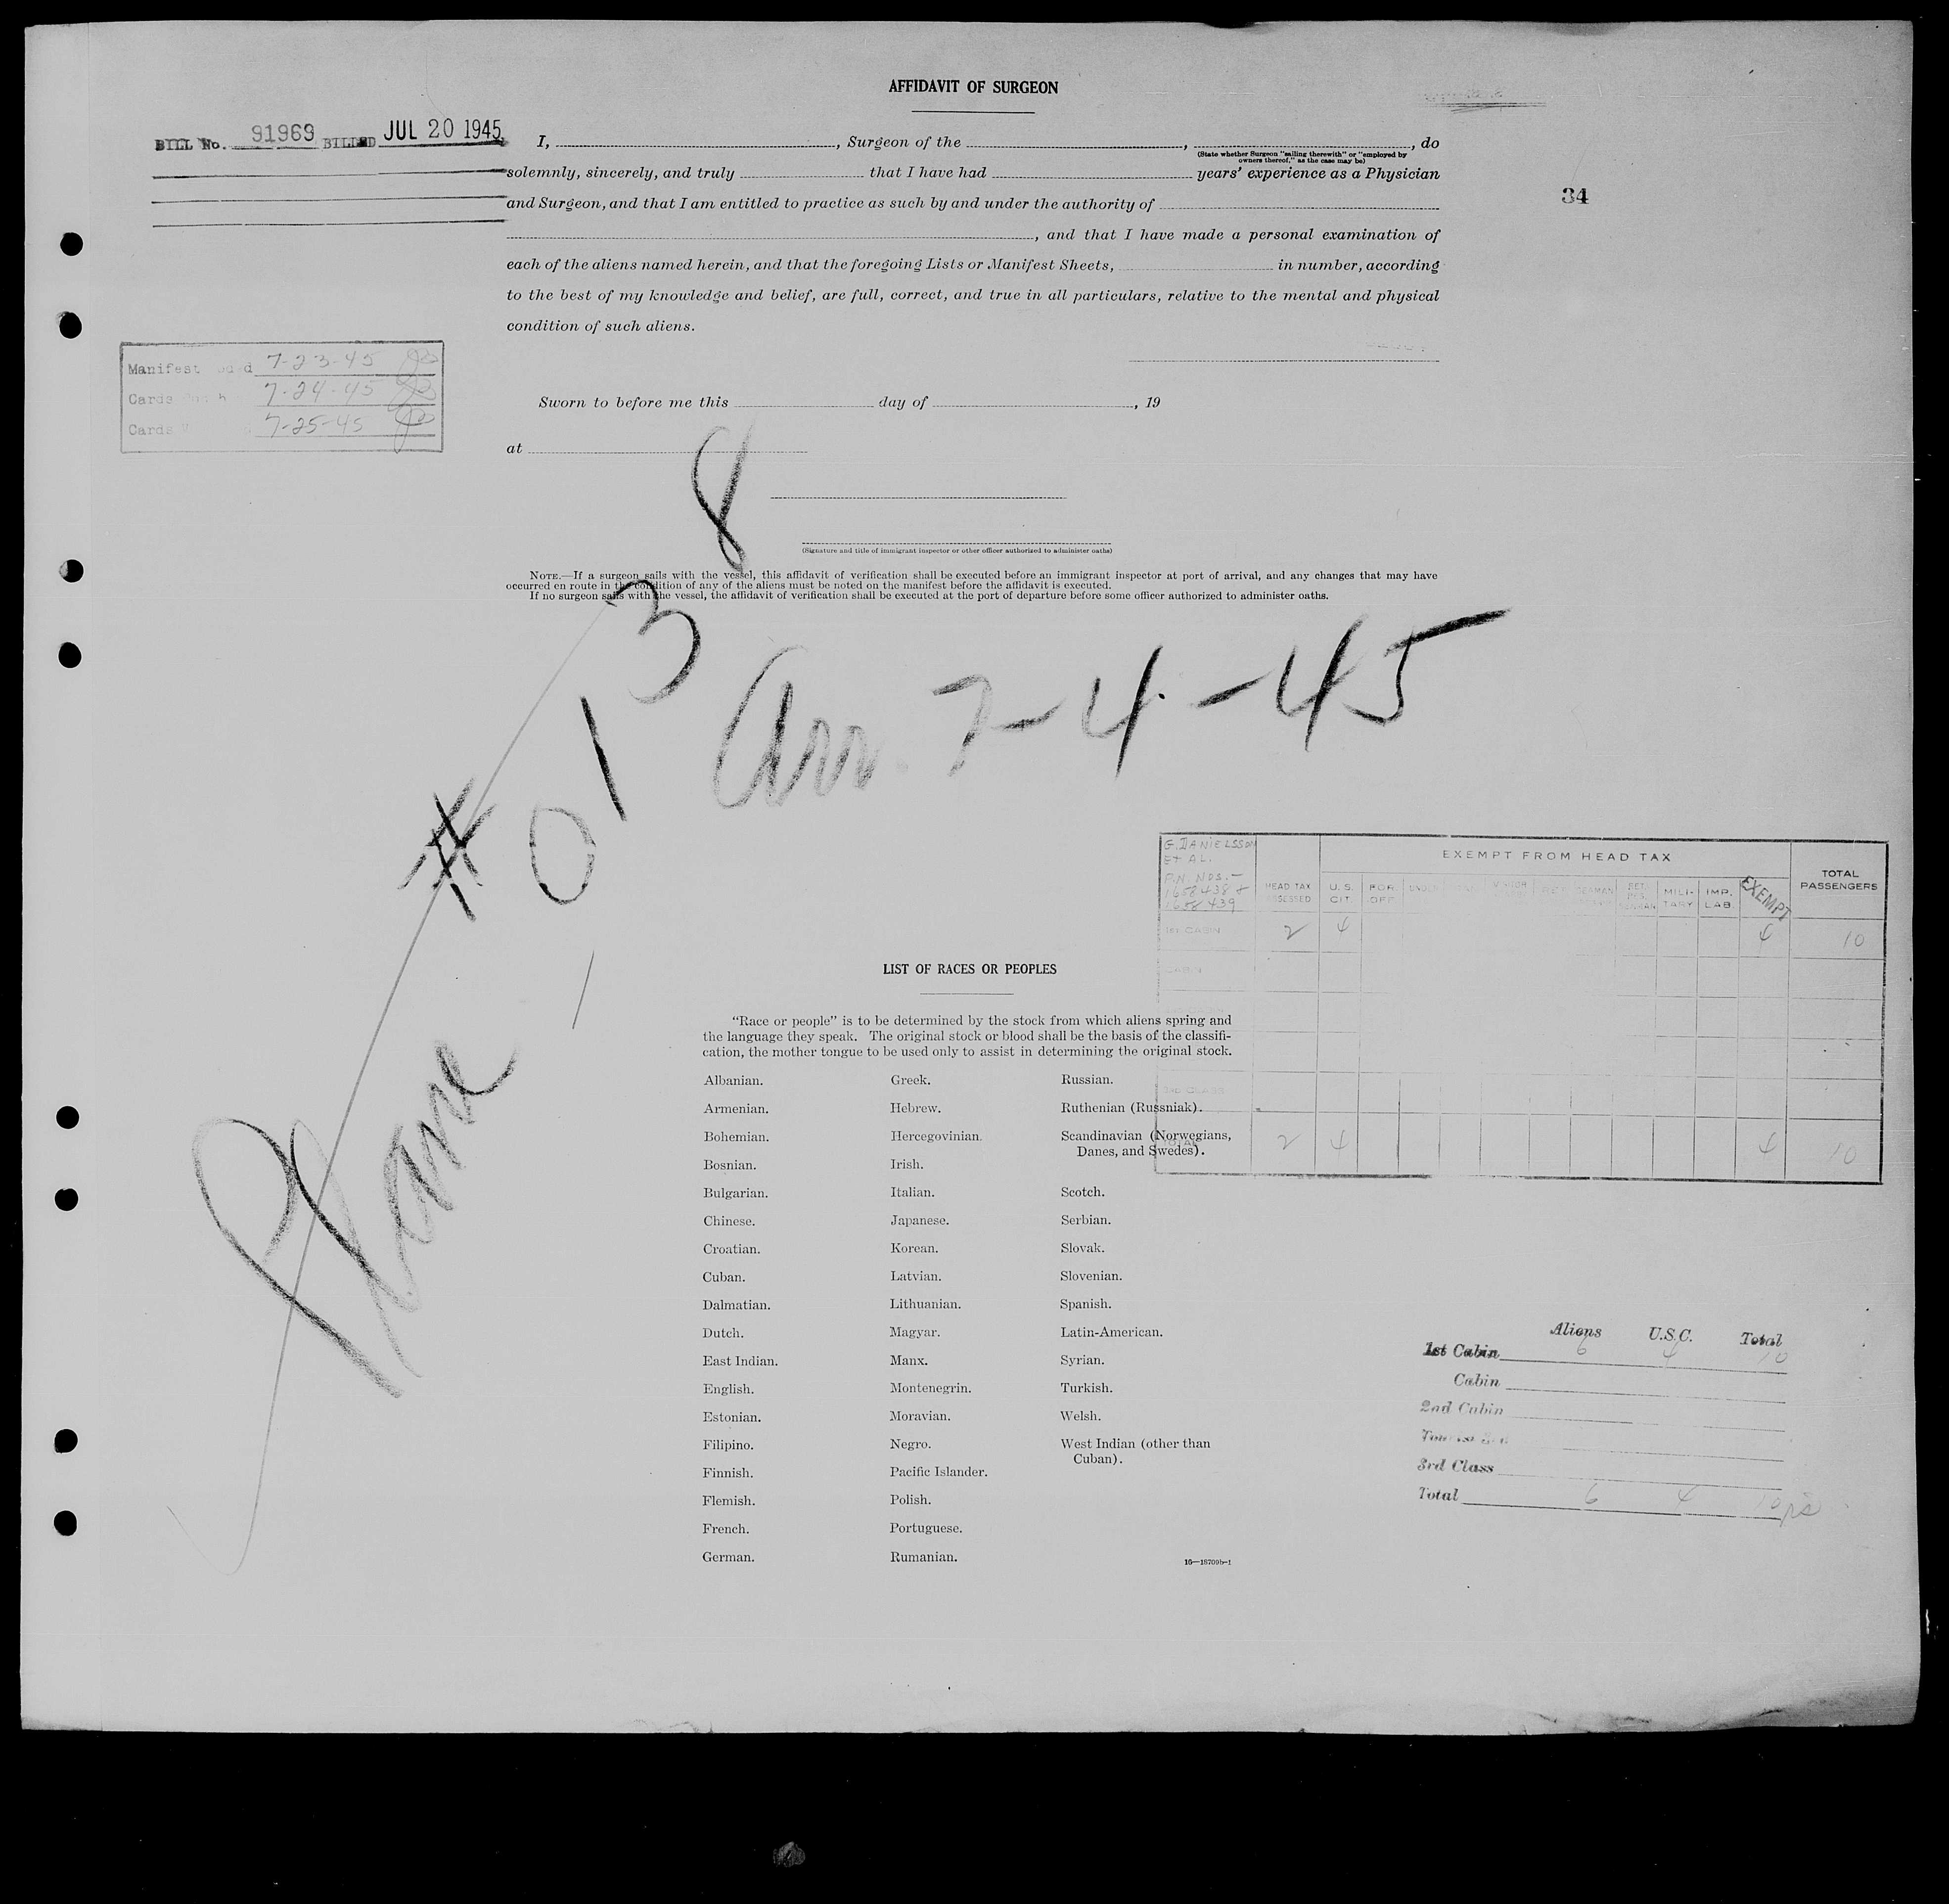 AFFIDAVIT OF SURGEON
BILL No. 91969 BILLED JUL 20 1945
I, , Surgeon of the , , do
(State whether Surgeon "sailing therewith" or "employed by
owners thereof," as the case may be)
solemnly, sincerely, and truly that I have had years' experience as a Physician
34
and Surgeon, and that I am entitled to practice as such by and under the authority of
, and that I have made a personal examination of
each of the aliens named herein, and that the foregoing Lists or Manifest Sheets, in number, according
to the best of my knowledge and belief, are full, correct, and true in all particulars, relative to the mental and physical
condition of such aliens.
Manifest 7-23-45
Cards 7-24-45
Cards 7-25-45
Sworn to before me this day of , 19
at
(Signature and title of immigrant inspector or other officer authorized to administer oaths)
NOTE.—If a surgeon sails with the vessel, this affidavit of verification shall be executed before an immigrant inspector at port of arrival, and any changes that may have
occurred en route in the condition of any of the aliens must be noted on the manifest before the affidavit is executed.
If no surgeon sails with the vessel, the affidavit of verification shall be executed at the port of departure before some officer authorized to administer oaths.
Plane # - 0138
Arr. 7-4-45
G. DANIELSSON
ET AL.
P.N. NOS.-
1658438 +
1658439
HEAD TAX
ASSESSED
EXEMPT FROM HEAD TAX
U. S.
CIT.
FOR.
OFF.
MILI-
TARY
IMP.
LAB.
EXEMPT
TOTAL
PASSENGERS
1st CABIN 2 4 4 10
CABIN
3rd CLASS
TOTAL 2 4 4 10
LIST OF RACES OR PEOPLES
"Race or people" is to be determined by the stock from which aliens spring and
the language they speak. The original stock or blood shall be the basis of the classifi-
cation, the mother tongue to be used only to assist in determining the original stock.
Albanian.
Armenian.
Bohemian.
Bosnian.
Bulgarian.
Chinese.
Croatian.
Cuban.
Dalmatian.
Dutch.
East Indian.
English.
Estonian.
Filipino.
Finnish.
Flemish.
French.
German.
Greek.
Hebrew.
Hercegovinian.
Irish.
Italian.
Japanese.
Korean.
Latvian.
Lithuanian.
Magyar.
Manx.
Montenegrin.
Moravian.
Negro.
Pacific Islander.
Polish.
Portuguese.
Rumanian.
Russian.
Ruthenian (Russniak).
Scandinavian (Norwegians,
Danes, and Swedes).
Scotch.
Serbian.
Slovak.
Slovenian.
Spanish.
Latin-American.
Syrian.
Turkish.
Welsh.
West Indian (other than
Cuban).
16—18709b-1
Aliens U.S.C. Total
1st Cabin 6 4 10
Cabin
2nd Cabin
3rd Class
Total 6 4 10